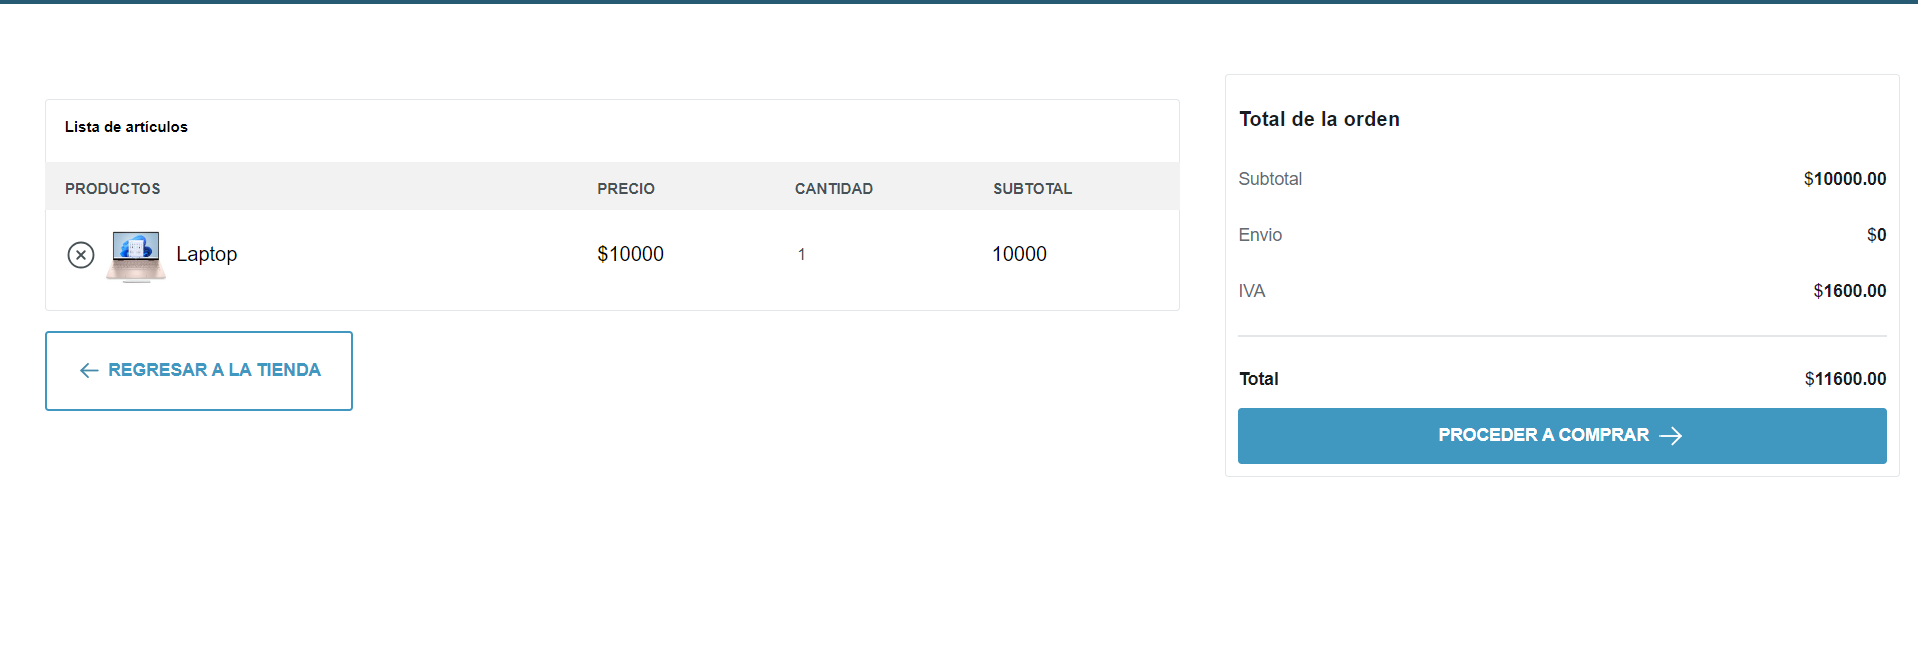 Lista de artículos
PRODUCTOS PRECIO CANTIDAD SUBTOTAL
Laptop $10000 1 10000
REGRESAR A LA TIENDA
Total de la orden
Subtotal $10000.00
Envio $0
IVA $1600.00
Total $11600.00
PROCEDER A COMPRAR